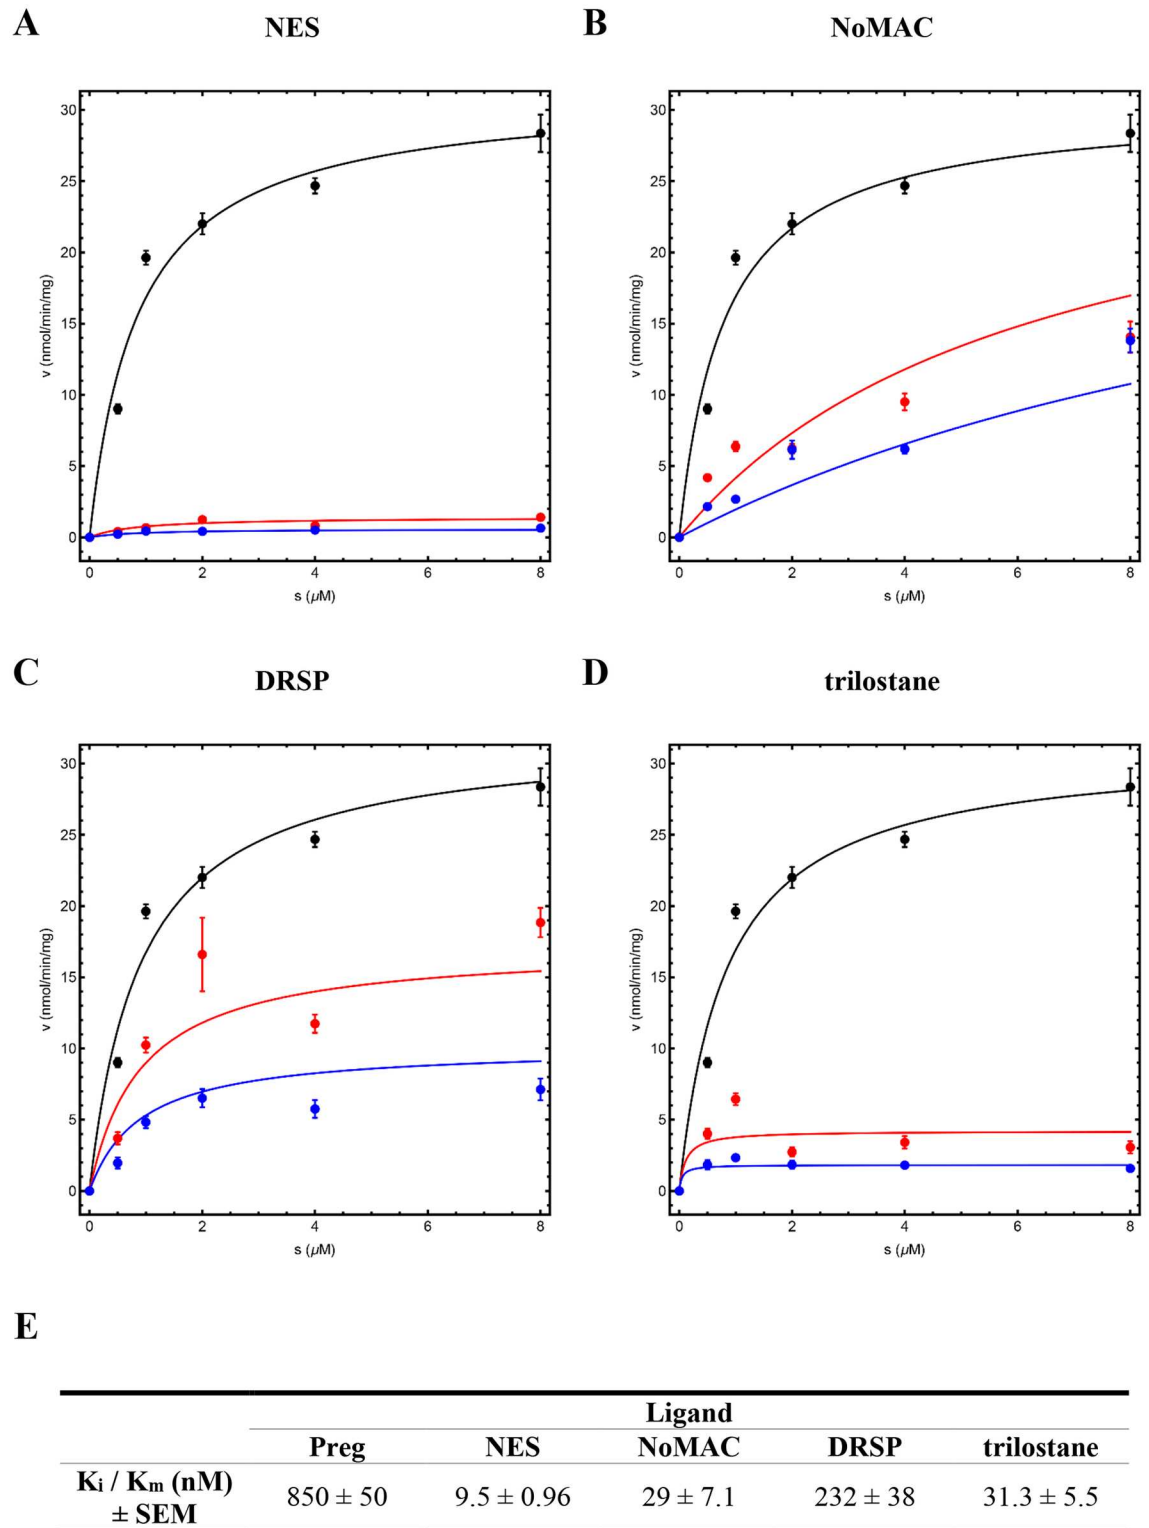 A
NES
30
25
20
15
10
5
0
v (nmol/min/mg)
0 2 4 6 8
s (µM)
B
NoMAC
30
25
20
15
10
5
0
v (nmol/min/mg)
0 2 4 6 8
s (µM)
C
DRSP
30
25
20
15
10
5
0
v (nmol/min/mg)
0 2 4 6 8
s (µM)
D
trilostane
30
25
20
15
10
5
0
v (nmol/min/mg)
0 2 4 6 8
s (µM)
E
Ligand
Preg NES NoMAC DRSP trilostane
Ki / Km (nM)
± SEM
850 ± 50 9.5 ± 0.96 29 ± 7.1 232 ± 38 31.3 ± 5.5